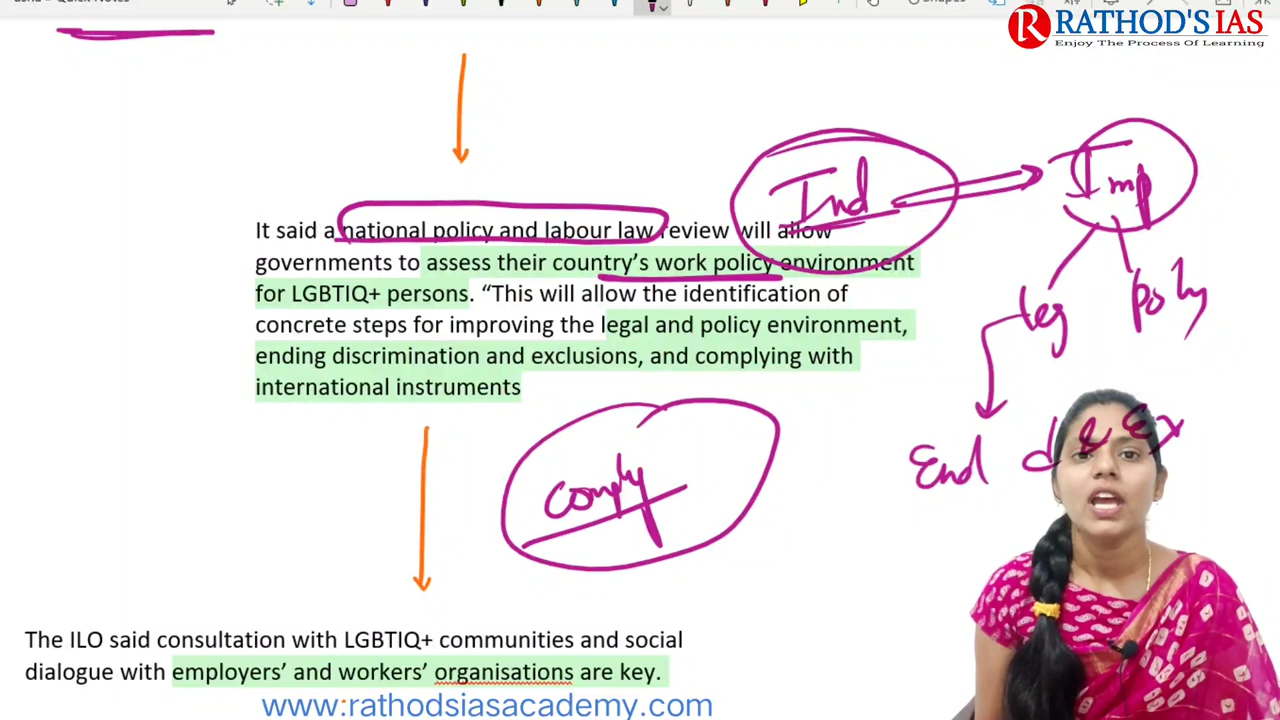 RATHOD'S IAS
Enjoy The Process Of Learning
Ind
Imp
It said a national policy and labour law review will allow
governments to assess their country’s work policy environment
for LGBTIQ+ persons. “This will allow the identification of
concrete steps for improving the legal and policy environment,
ending discrimination and exclusions, and complying with
international instruments
leg
poly
End d & Ex
comply
The ILO said consultation with LGBTIQ+ communities and social
dialogue with employers’ and workers’ organisations are key.
www.rathodsiasacademy.com